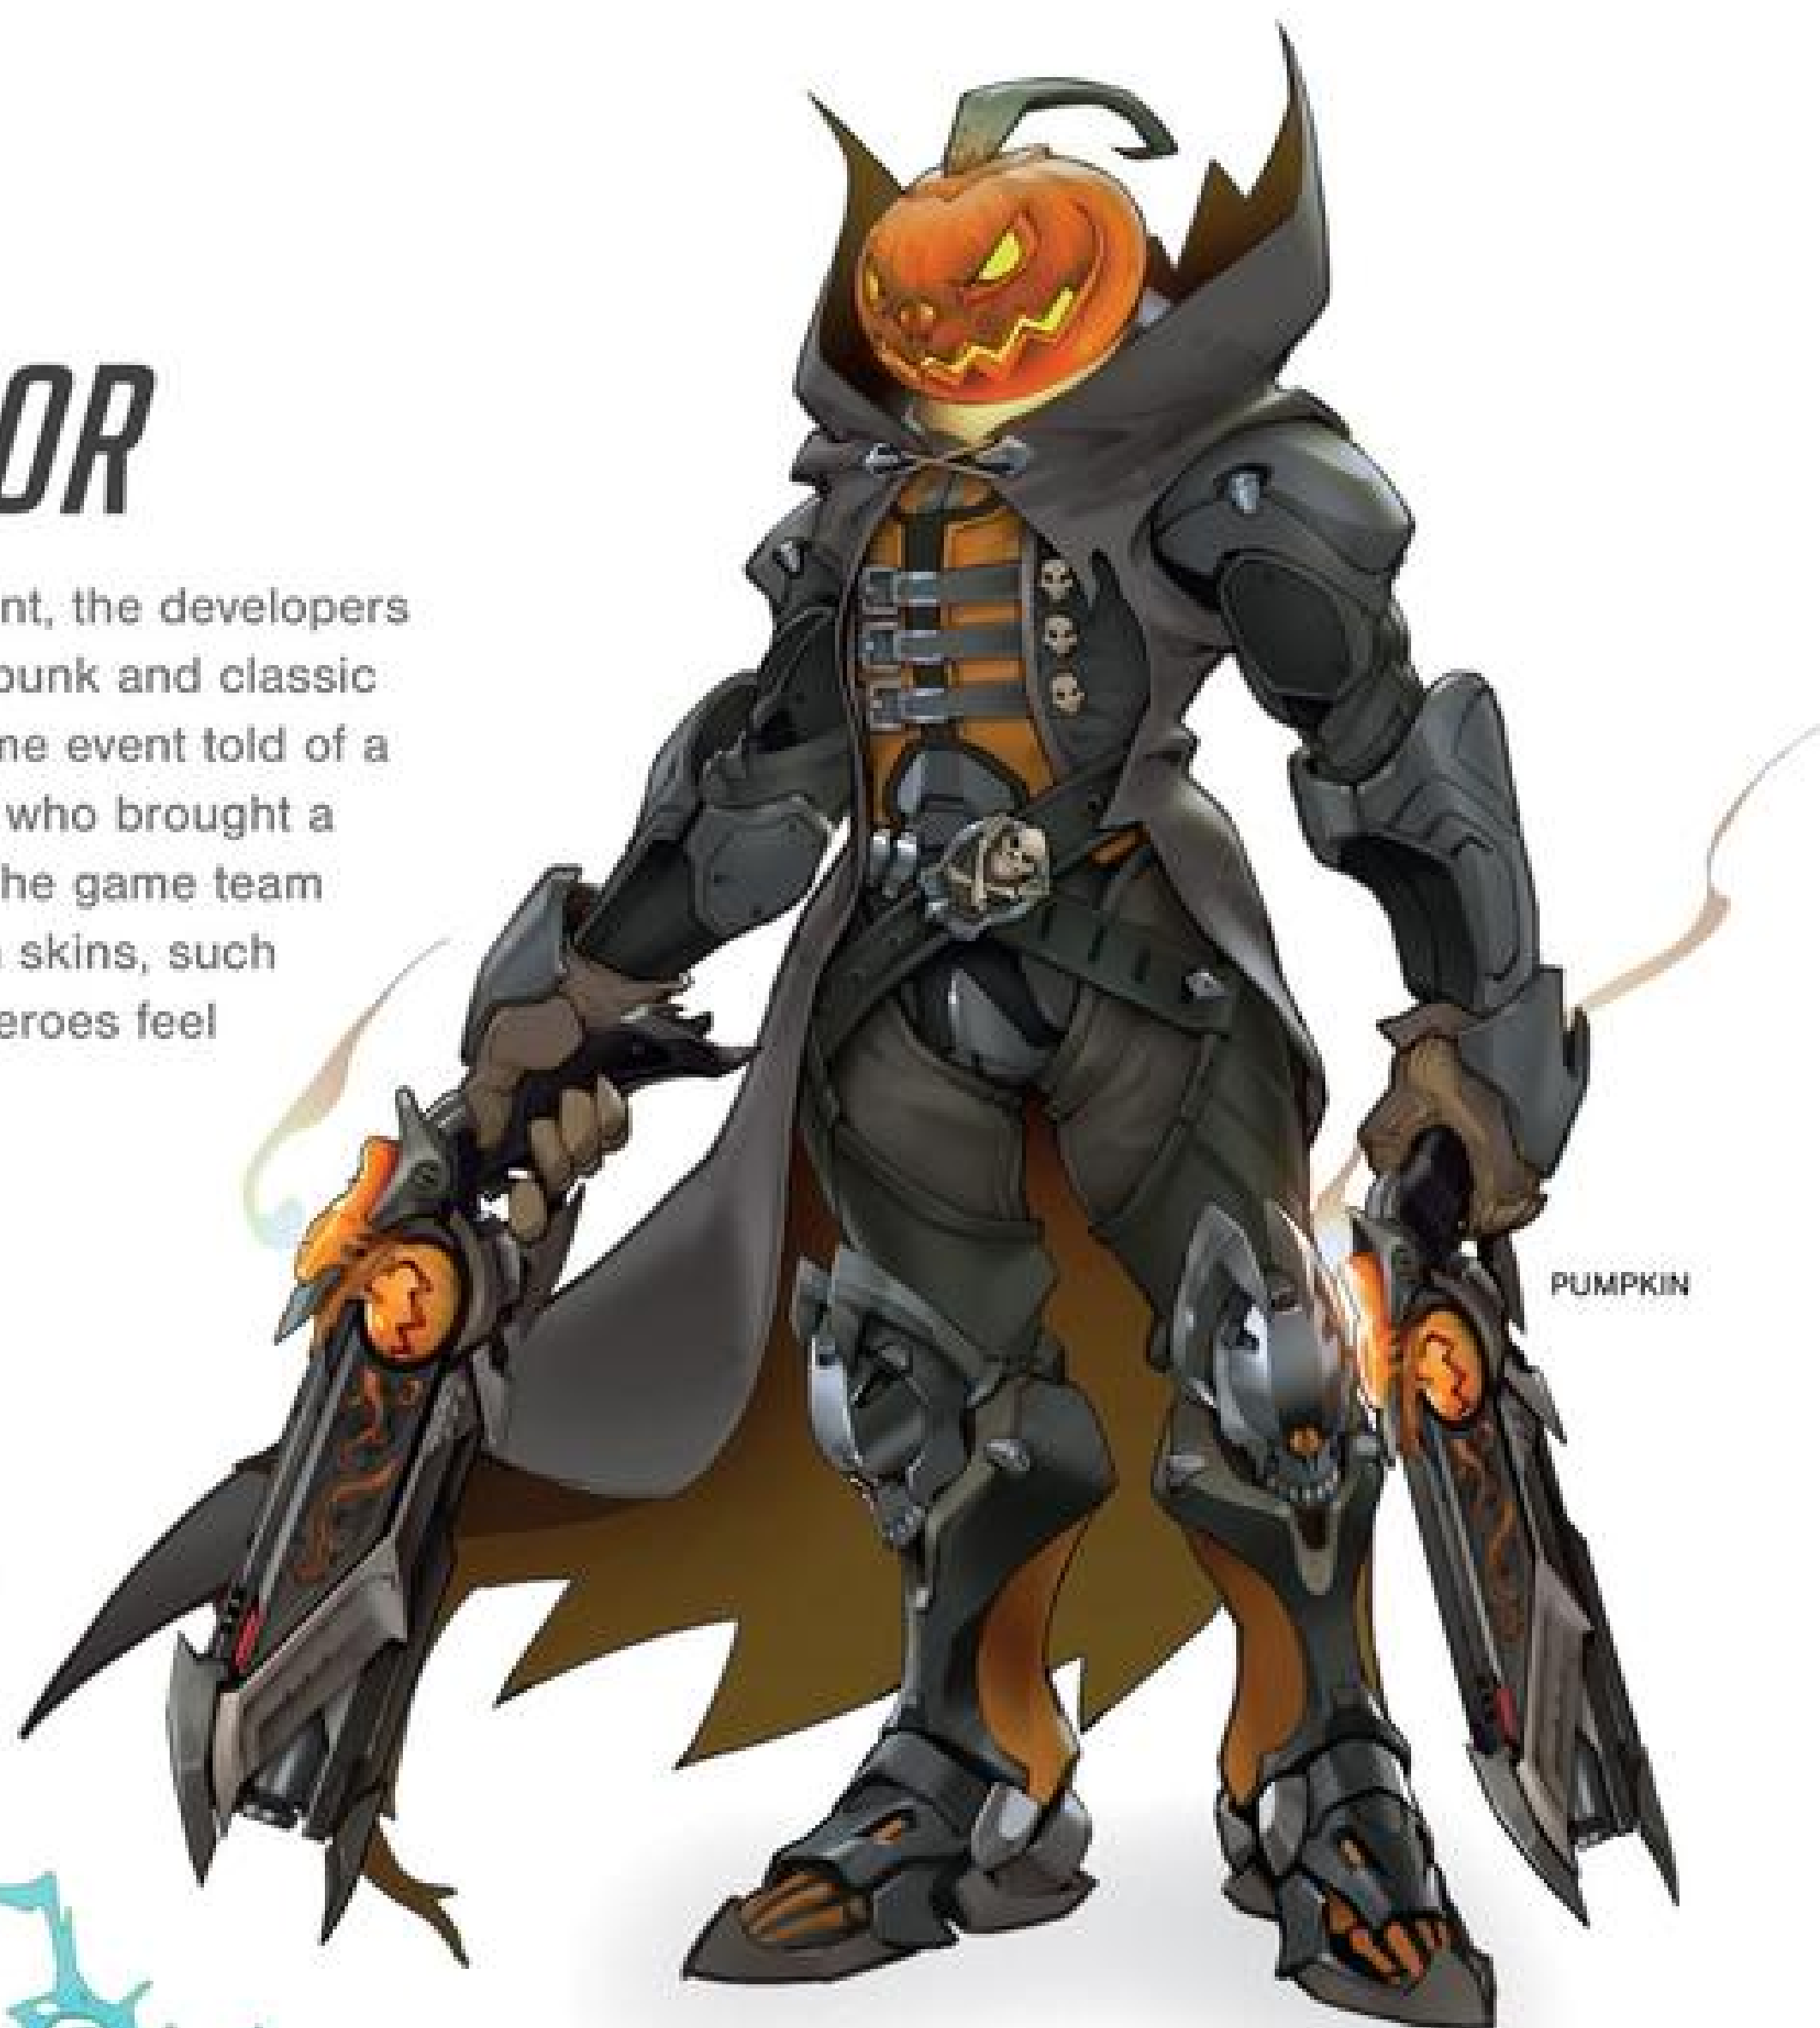 OR
nt, the developers
punk and classic
me event told of a
who brought a
he game team
skins, such
eroes feel
PUMPKIN